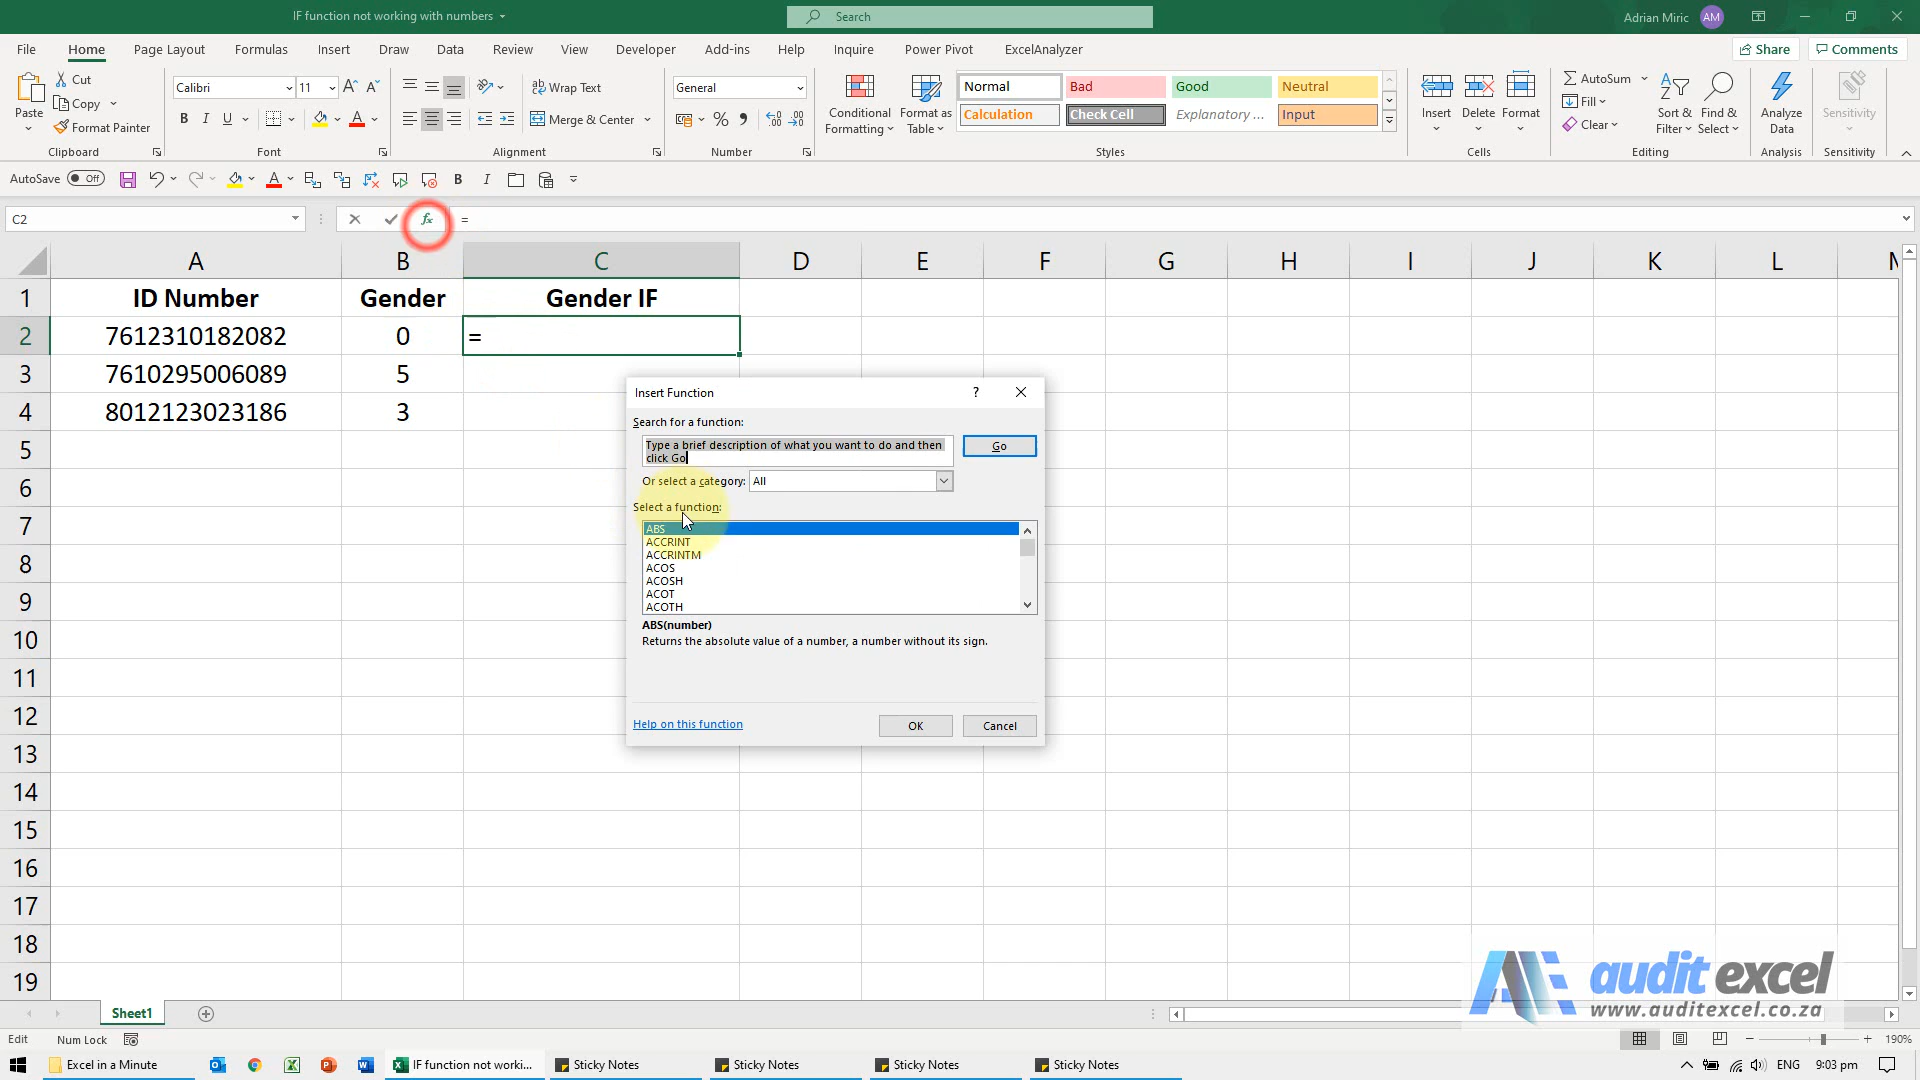 IF function not working with numbers
Search
Adrian Miric AM
File Home Page Layout Formulas Insert Draw Data Review View Developer Add-ins Help Inquire Power Pivot ExcelAnalyzer Share Comments
Paste
Cut
Copy
Format Painter
Calibri 11
B I U
Wrap Text
Merge & Center
General
Conditional Formatting
Format as Table
Normal Bad Good Neutral
Calculation Check Cell Explanatory ... Input
Insert Delete Format
AutoSum
Fill
Clear
Sort & Filter
Find & Select
Analyze Data
Sensitivity
Clipboard Font Alignment Number Styles Cells Editing Analysis Sensitivity
AutoSave Off B I
C2 fx =
A B C D E F G H I J K L
1 ID Number Gender Gender IF
2 7612310182082 0 =
3 7610295006089 5
4 8012123023186 3
5
6
7
8
9
10
11
12
13
14
15
16
17
18
19
Insert Function ?
Search for a function:
Type a brief description of what you want to do and then
click Go
Go
Or select a category: All
Select a function:
ABS
ACCRINT
ACCRINTM
ACOS
ACOSH
ACOT
ACOTH
ABS(number)
Returns the absolute value of a number, a number without its sign.
Help on this function OK Cancel
audit excel
www.auditexcel.co.za
Sheet1
Edit Num Lock 190%
Excel in a Minute IF function not worki... Sticky Notes Sticky Notes Sticky Notes Sticky Notes ENG 9:03 pm